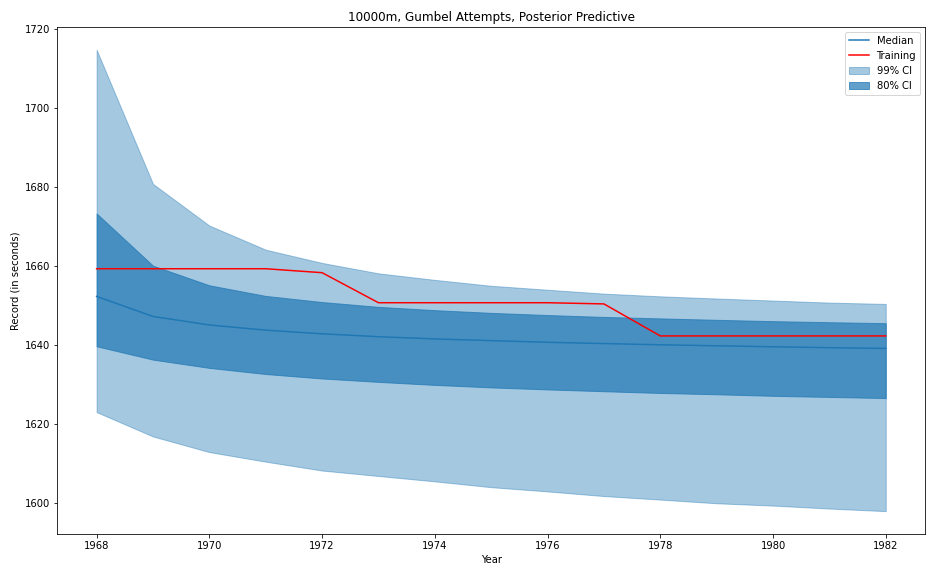 10000m, Gumbel Attempts, Posterior Predictive
1720
1700
1680
1660
1640
1620
1600
Record (in seconds)
Median
Training
99% CI
80% CI
1968 1970 1972 1974 1976 1978 1980 1982
Year